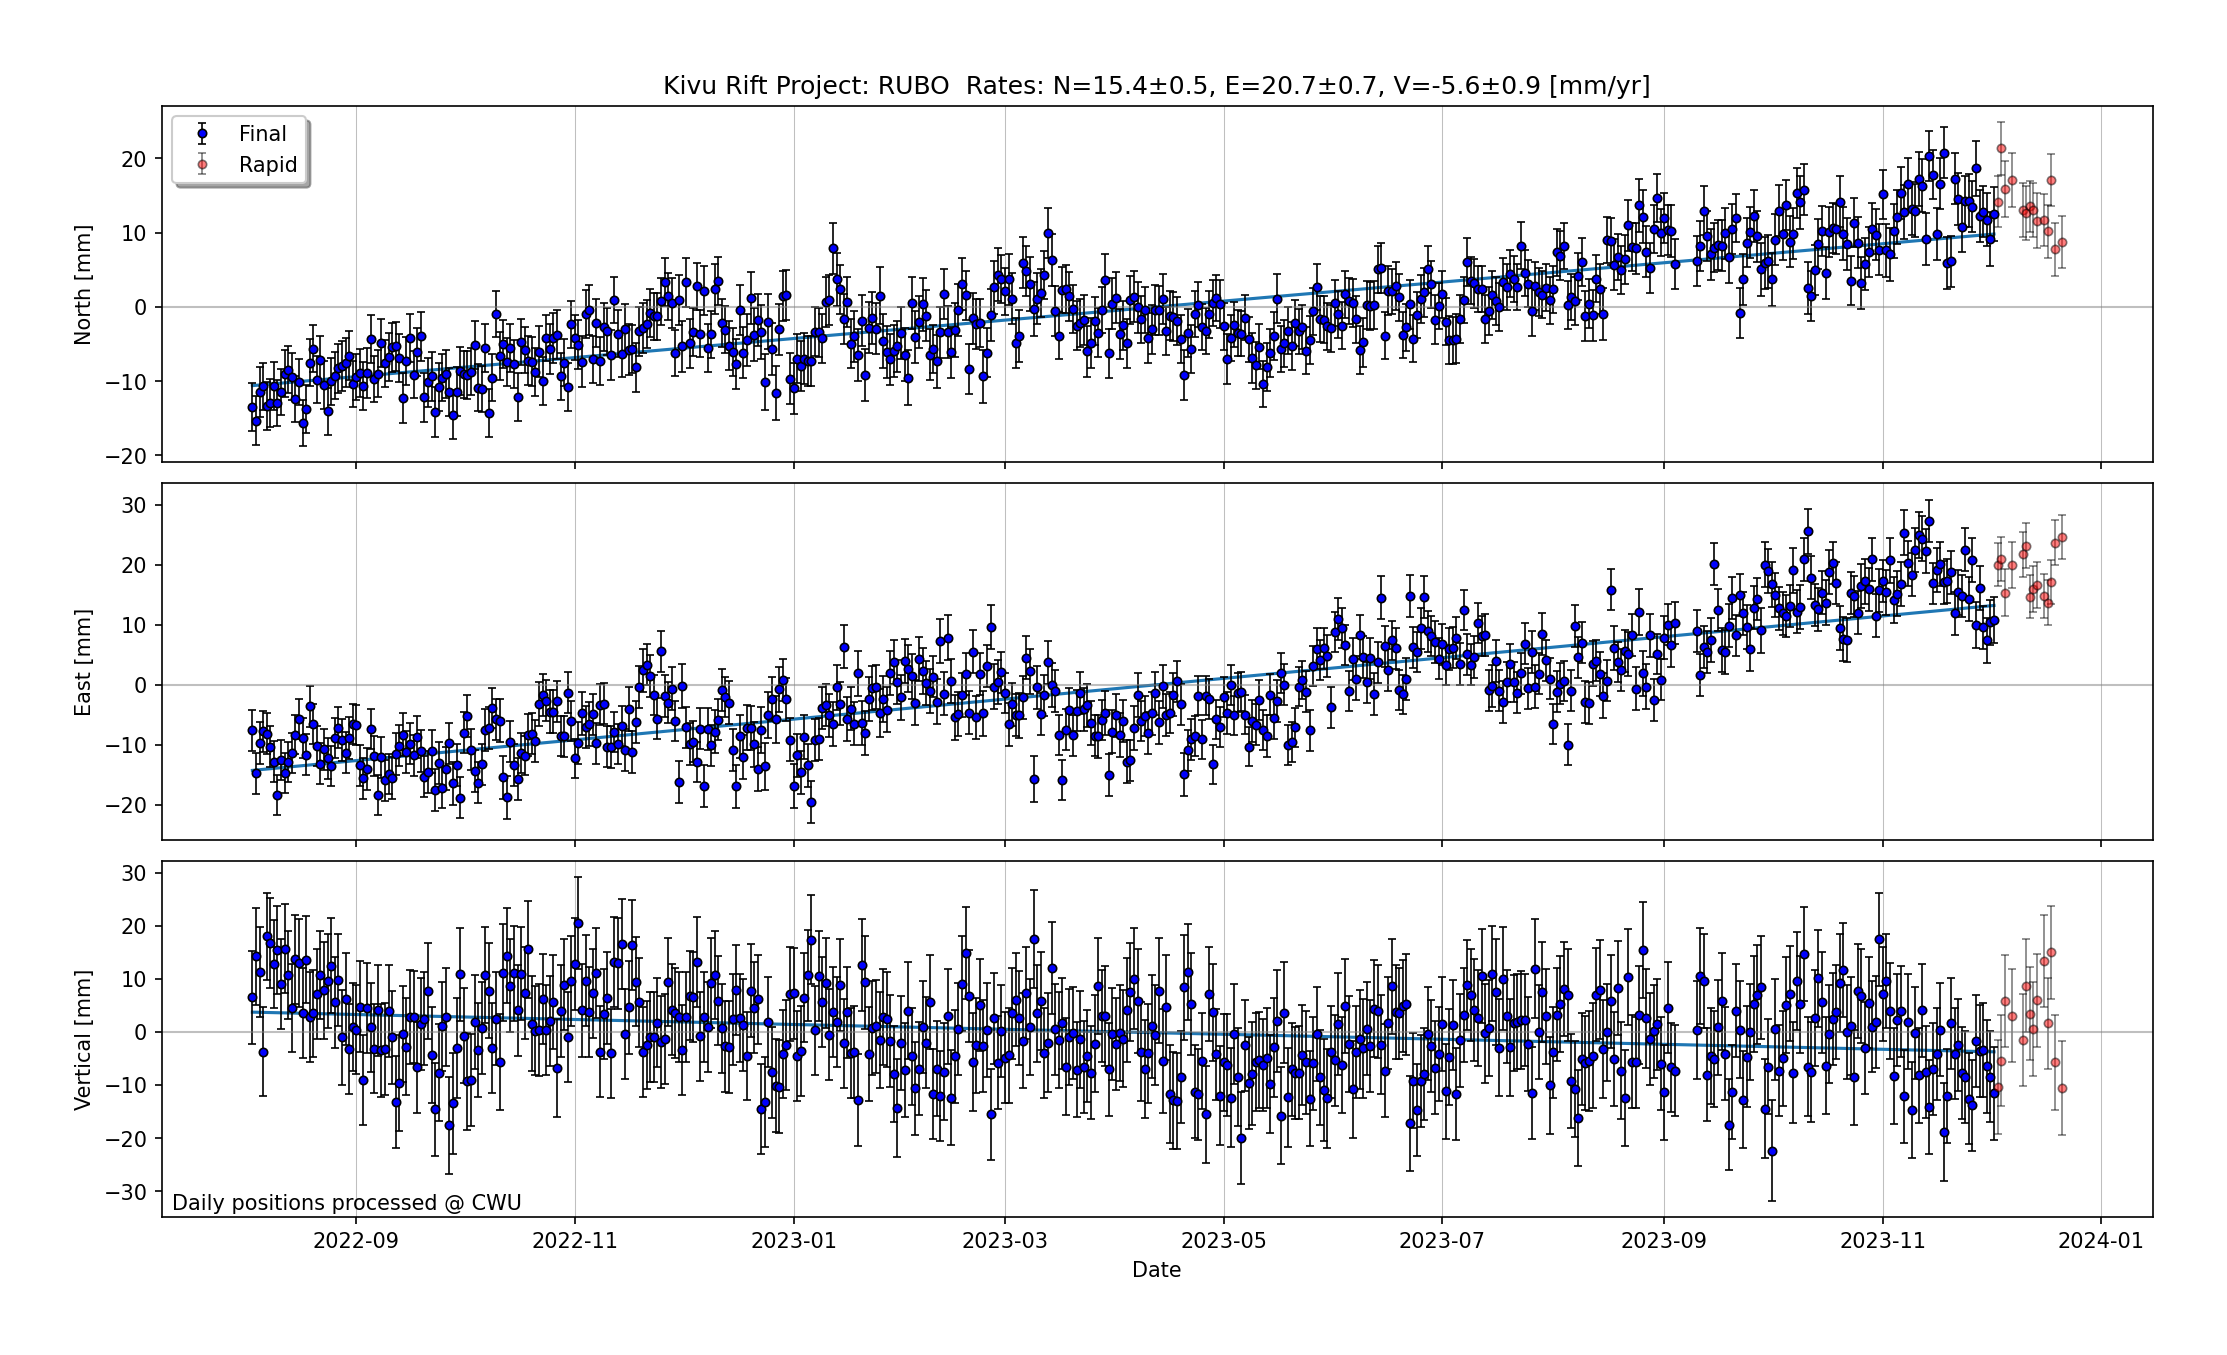 Kivu Rift Project: RUBO  Rates: N=15.4±0.5, E=20.7±0.7, V=-5.6±0.9 [mm/yr]
Final
Rapid
North [mm]
20
10
0
−10
−20
East [mm]
30
20
10
0
−10
−20
Vertical [mm]
30
20
10
0
−10
−20
−30
Daily positions processed @ CWU
2022-09 2022-11 2023-01 2023-03 2023-05 2023-07 2023-09 2023-11 2024-01
Date